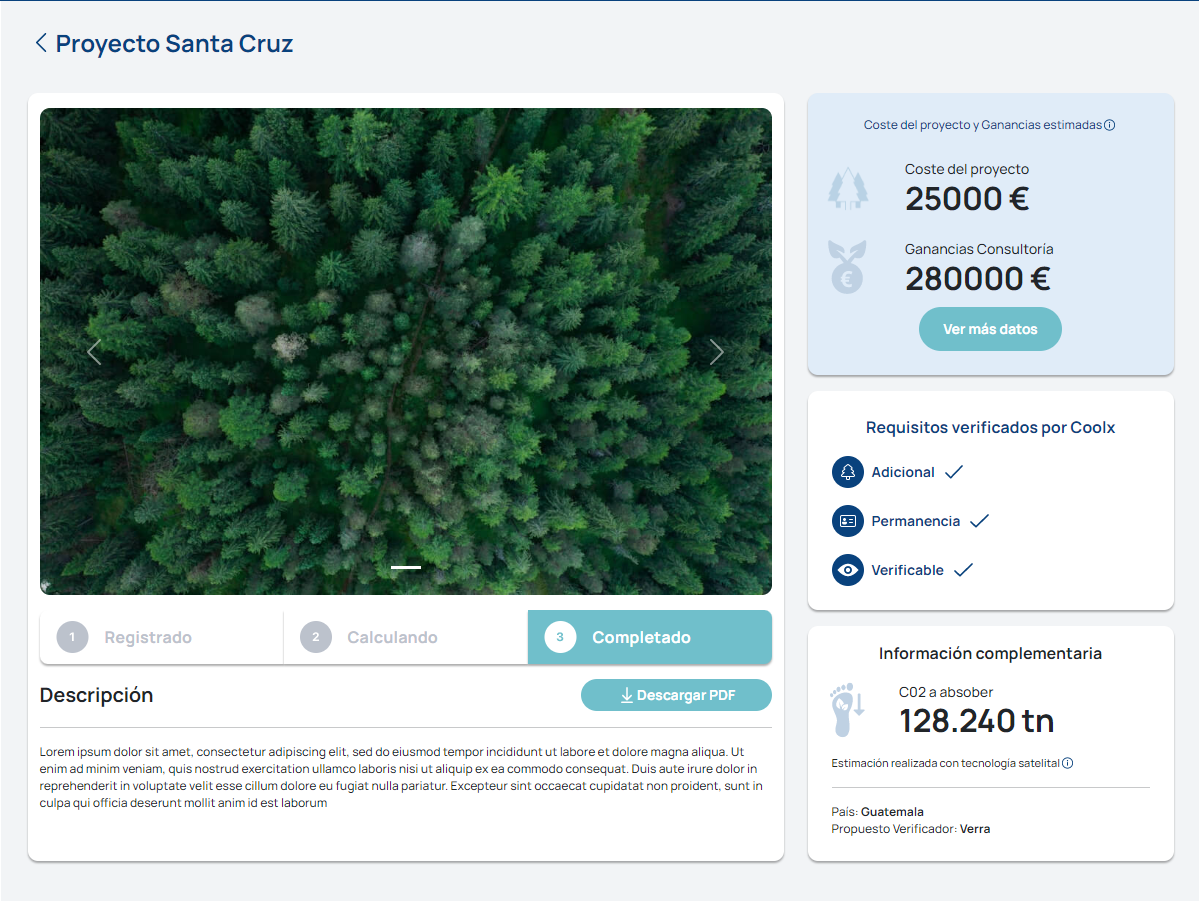 Proyecto Santa Cruz
1 Registrado
2 Calculando
3 Completado
Descripción
Descargar PDF
Lorem ipsum dolor sit amet, consectetur adipiscing elit, sed do eiusmod tempor incididunt ut labore et dolore magna aliqua. Ut
enim ad minim veniam, quis nostrud exercitation ullamco laboris nisi ut aliquip ex ea commodo consequat. Duis aute irure dolor in
reprehenderit in voluptate velit esse cillum dolore eu fugiat nulla pariatur. Excepteur sint occaecat cupidatat non proident, sunt in
culpa qui officia deserunt mollit anim id est laborum
Coste del proyecto y Ganancias estimadas
Coste del proyecto
25000 €
Ganancias Consultoría
280000 €
Ver más datos
Requisitos verificados por Coolx
Adicional
Permanencia
Verificable
Información complementaria
C02 a absober
128.240 tn
Estimación realizada con tecnología satelital
País: Guatemala
Propuesto Verificador: Verra